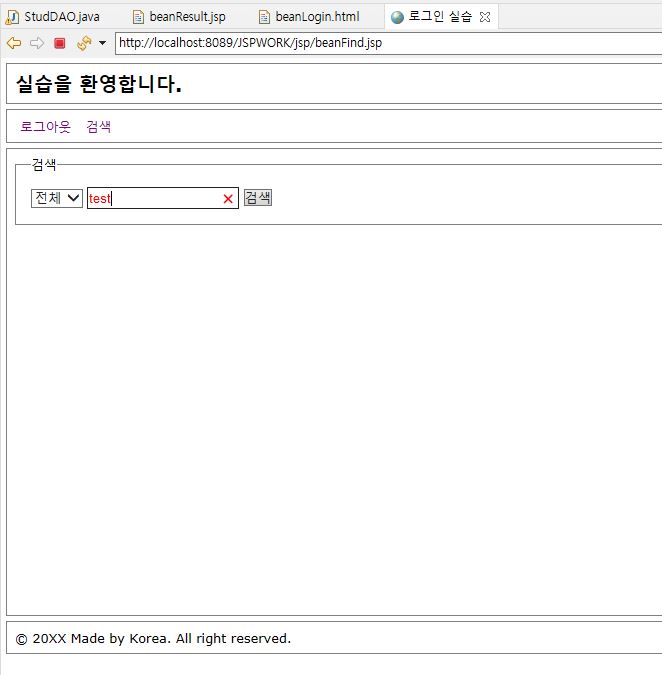 StudDAO.java beanResult.jsp beanLogin.html 로그인 실습
http://localhost:8089/JSPWORK/jsp/beanFind.jsp
실습을 환영합니다.
로그아웃 검색
검색
전체 test 검색
© 20XX Made by Korea. All right reserved.